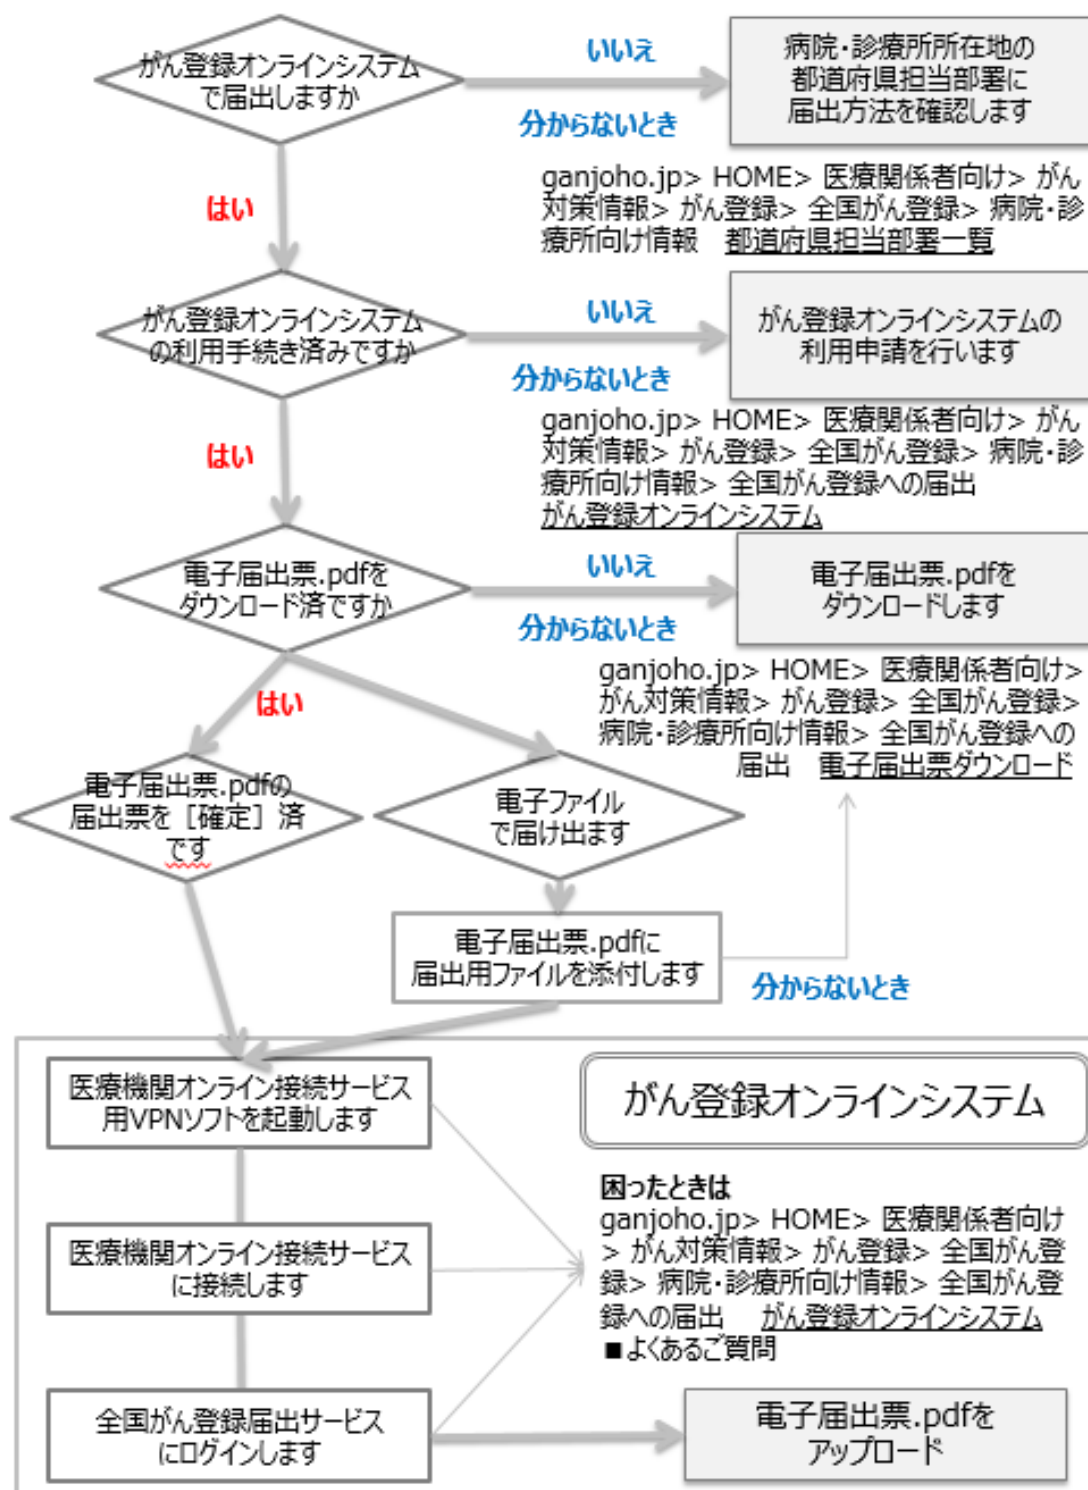 がん登録オンラインシステム
で届出しますか
いいえ
分からないとき
病院・診療所所在地の
都道府県担当部署に
届出方法を確認します
はい
ganjoho.jp> HOME> 医療関係者向け> がん
対策情報> がん登録> 全国がん登録> 病院・診
療所向け情報　都道府県担当部署一覧
がん登録オンラインシステム
の利用手続き済みですか
いいえ
分からないとき
がん登録オンラインシステムの
利用申請を行います
はい
ganjoho.jp> HOME> 医療関係者向け> がん
対策情報> がん登録> 全国がん登録> 病院・診
療所向け情報> 全国がん登録への届出
がん登録オンラインシステム
電子届出票.pdfを
ダウンロード済ですか
いいえ
分からないとき
電子届出票.pdfを
ダウンロードします
はい
ganjoho.jp> HOME> 医療関係者向け>
がん対策情報> がん登録> 全国がん登録>
病院・診療所向け情報> 全国がん登録への
届出　電子届出票ダウンロード
電子届出票.pdfの
届出票を［確定］済
です
電子ファイル
で届け出ます
電子届出票.pdfに
届出用ファイルを添付します
分からないとき
医療機関オンライン接続サービス
用VPNソフトを起動します
がん登録オンラインシステム
困ったときは
ganjoho.jp> HOME> 医療関係者向け
> がん対策情報> がん登録> 全国がん登
録> 病院・診療所向け情報> 全国がん登
録への届出　がん登録オンラインシステム
■よくあるご質問
医療機関オンライン接続サービス
に接続します
全国がん登録届出サービス
にログインします
電子届出票.pdfを
アップロード